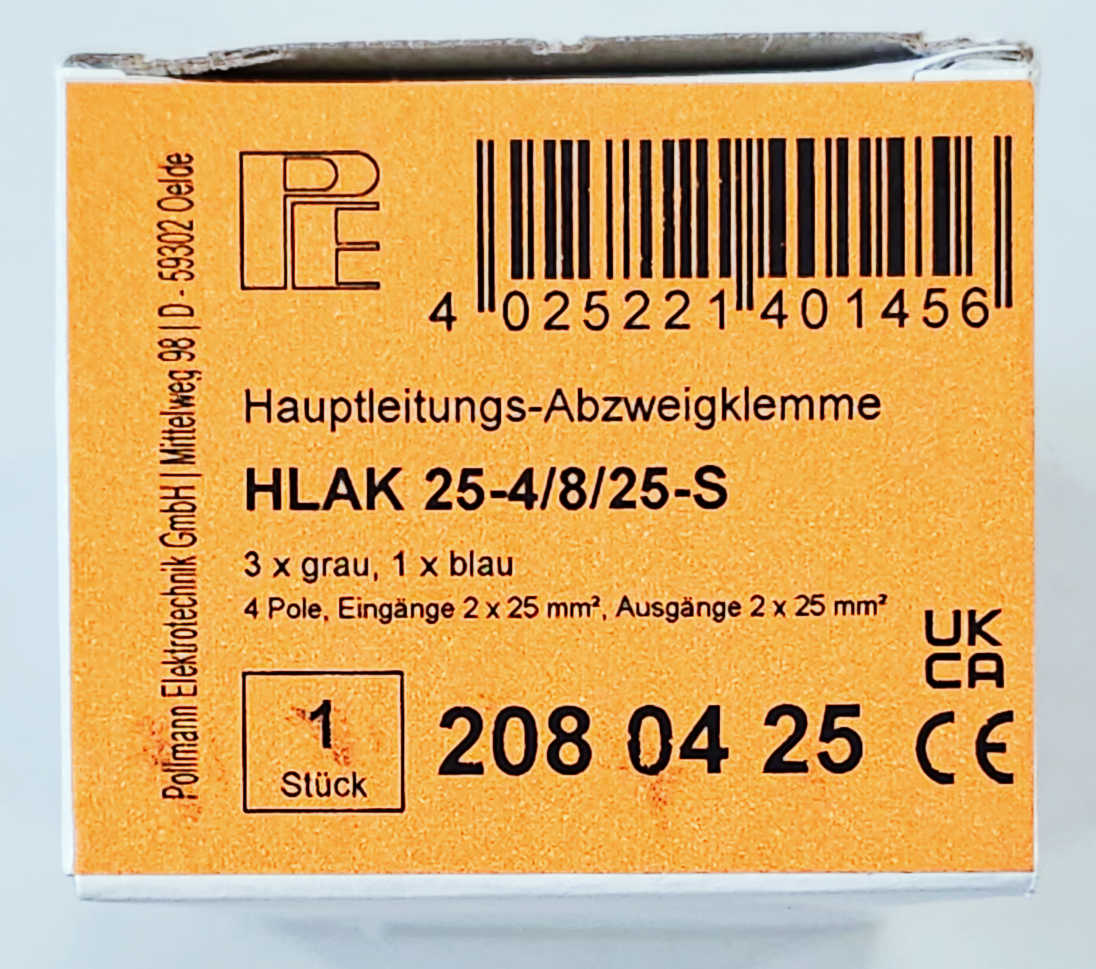 Pollmann Elektrotechnik GmbH | Mittelweg 98 | D - 59302 Oelde
PE
4 025221 401456
Hauptleitungs-Abzweigklemme
HLAK 25-4/8/25-S
3 x grau, 1 x blau
4 Pole, Eingänge 2 x 25 mm², Ausgänge 2 x 25 mm²
UK
CA
1
Stück
208 04 25
CE